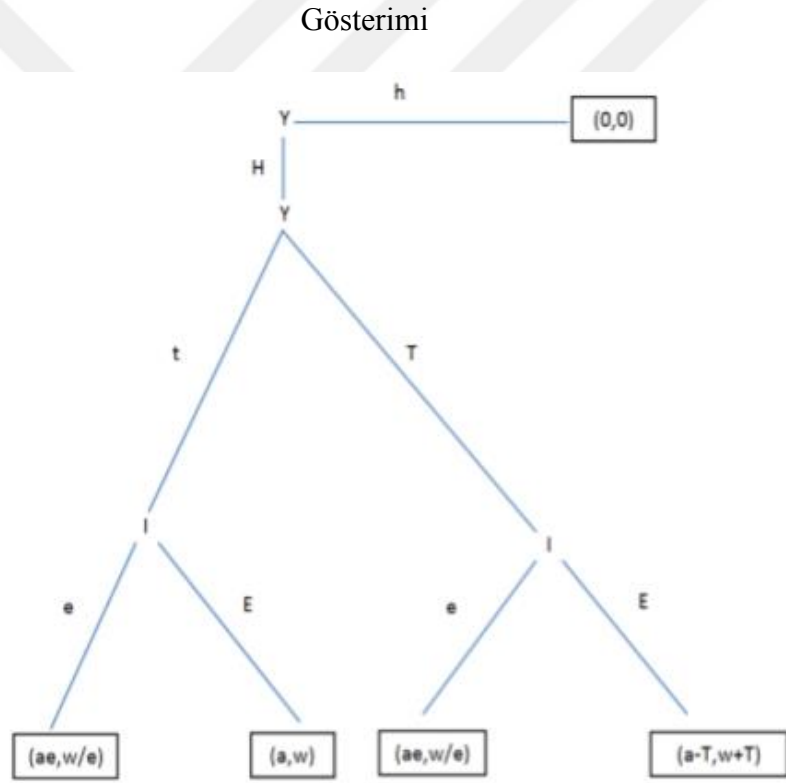 Gösterimi
h
Y
(0,0)
H
Y
t
T
I
I
e
E
e
E
(ae,w/e)
(a,w)
(ae,w/e)
(a-T,w+T)